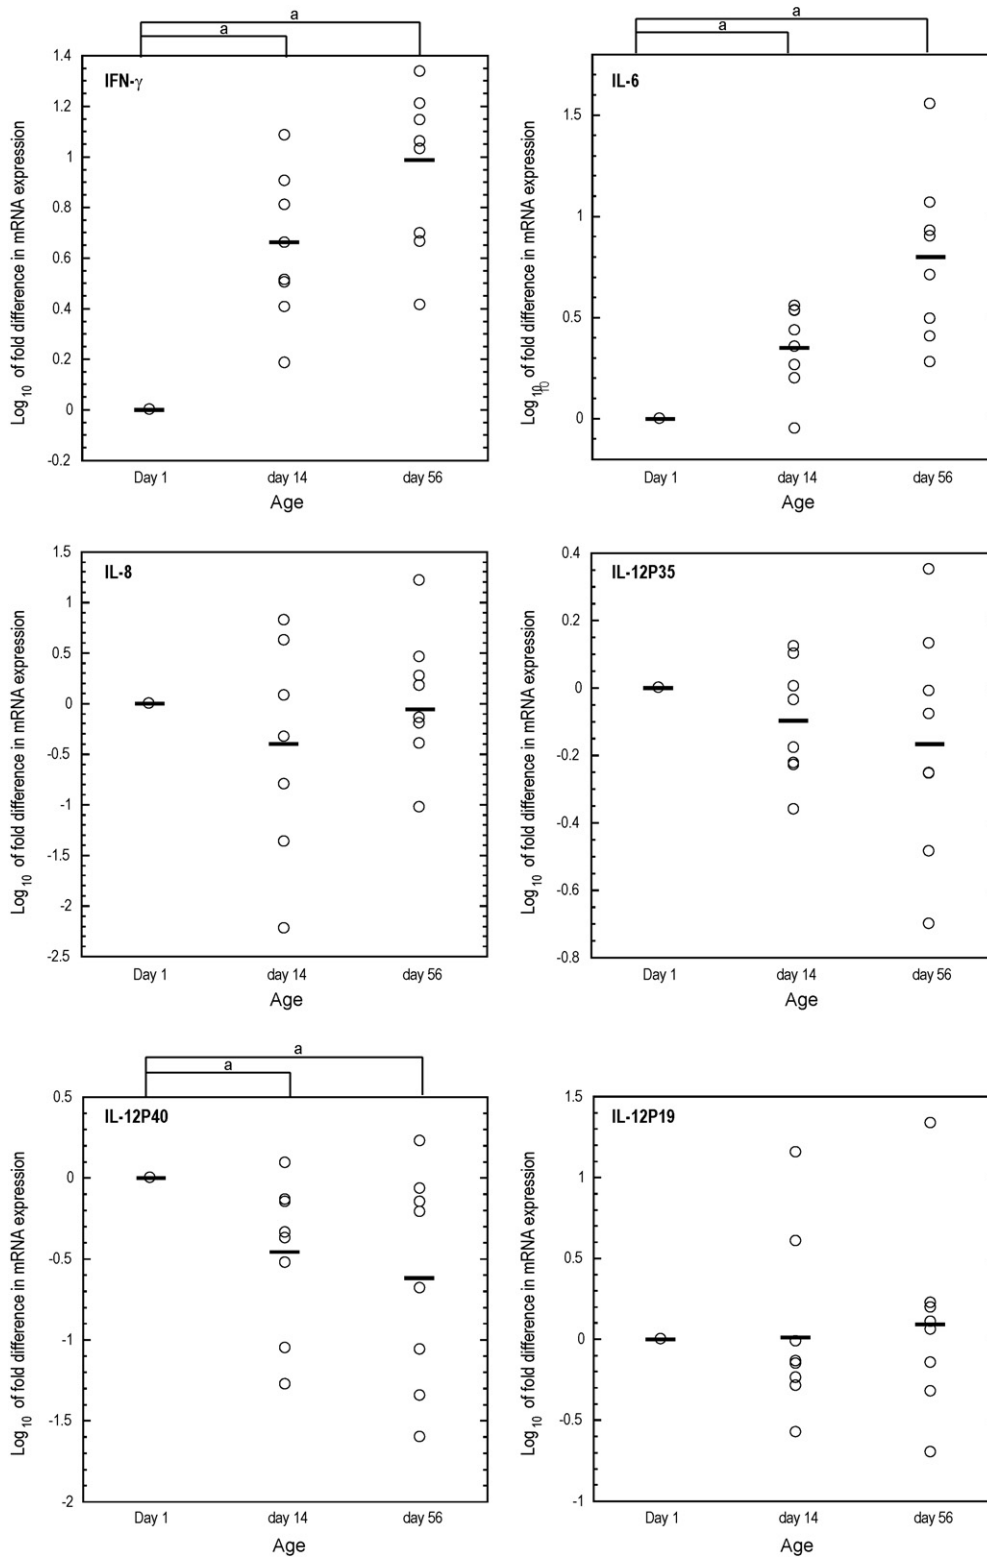 a
a
IFN-γ
Log10 of fold difference in mRNA expression
1.4
1.2
1
0.8
0.6
0.4
0.2
0
-0.2
Day 1
day 14
day 56
Age
a
a
IL-6
Log10 of fold difference in mRNA expression
1.5
1
0.5
0
Day 1
day 14
day 56
Age
IL-8
Log10 of fold difference in mRNA expression
1.5
1
0.5
0
-0.5
-1
-1.5
-2
-2.5
Day 1
day 14
day 56
Age
IL-12P35
Log10 of fold difference in mRNA expression
0.4
0.2
0
-0.2
-0.4
-0.6
-0.8
Day 1
day 14
day 56
Age
a
a
IL-12P40
Log10 of fold difference in mRNA expression
0.5
0
-0.5
-1
-1.5
-2
Day 1
day 14
day 56
Age
IL-12P19
Log10 of fold difference in mRNA expression
1.5
1
0.5
0
-0.5
-1
Day 1
day 14
day 56
Age